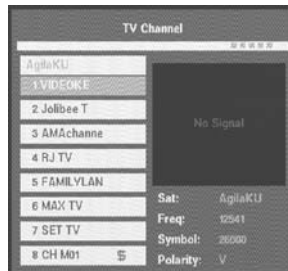 TV Channel
AgilaKU
1 VIDEOKE
2 Jolibee T
3 AMAchanne
4 RJ TV
5 FAMILYLAN
6 MAX TV
7 SET TV
8 CH M01 $
No Signal
Sat: AgilaKU
Freq: 12541
Symbol: 26000
Polarity: V